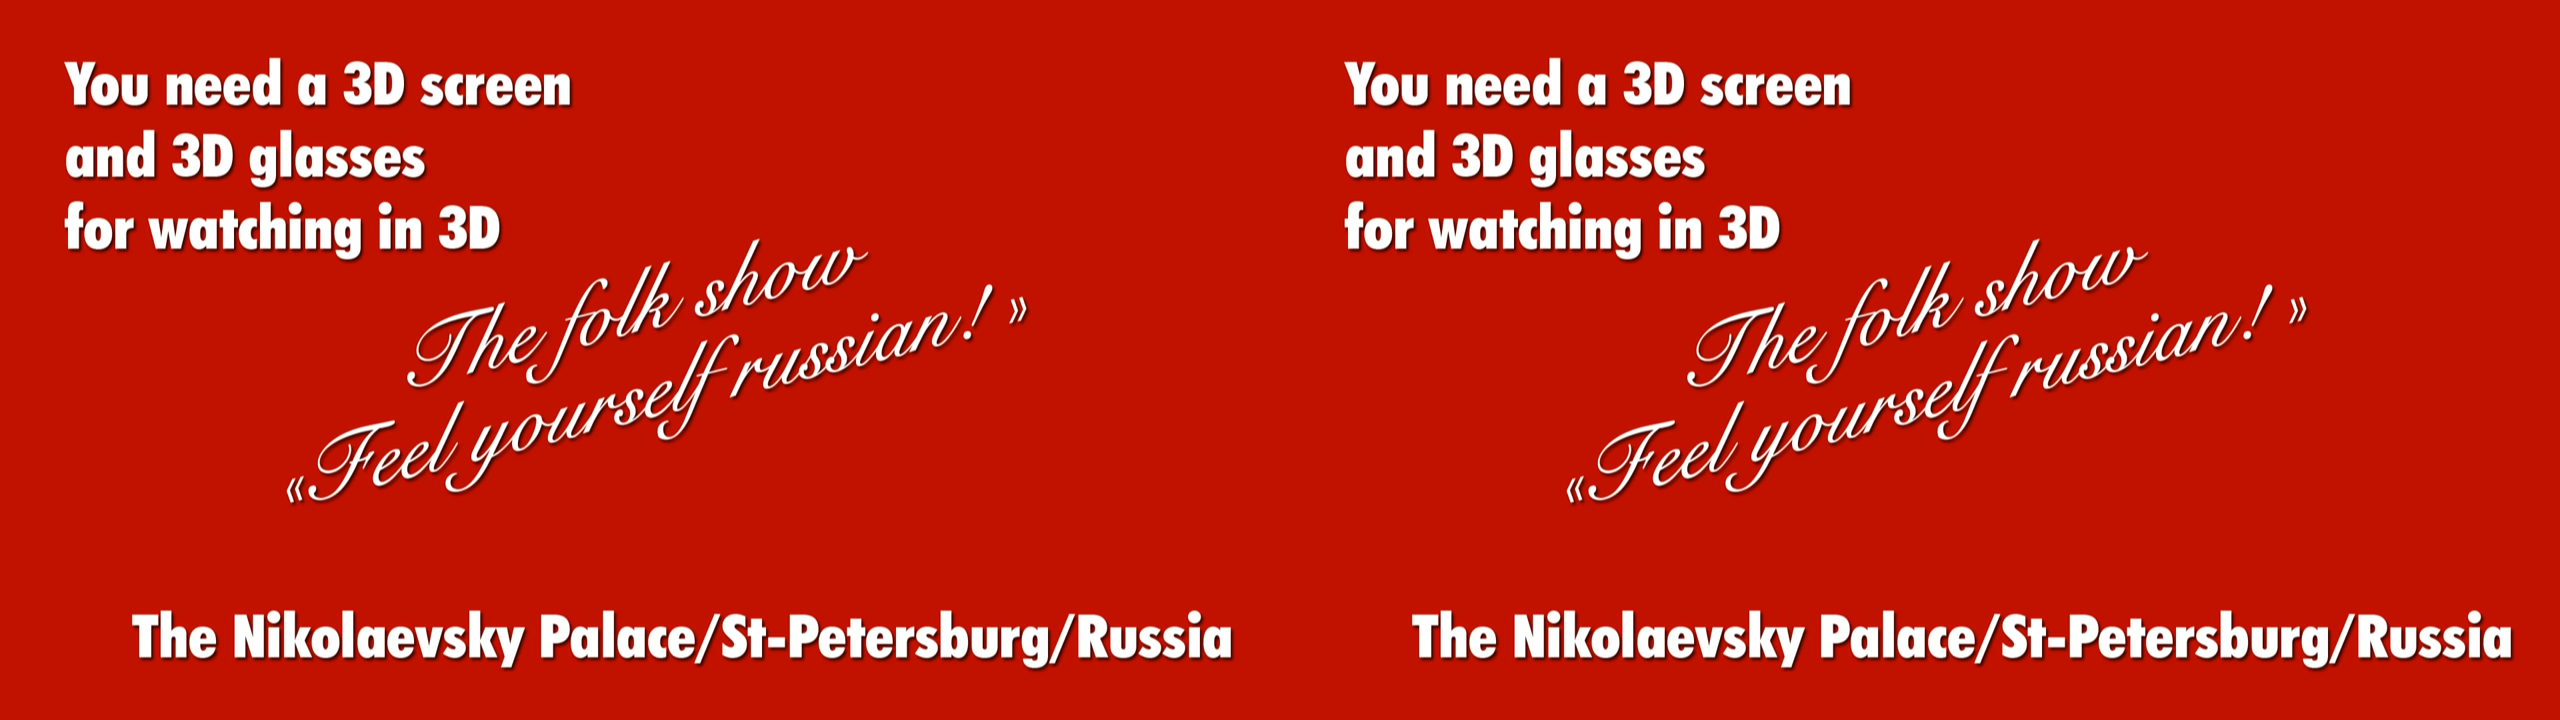 You need a 3D screen
and 3D glasses
for watching in 3D
The folk show
«Feel yourself russian! »
The Nikolaevsky Palace/St-Petersburg/Russia
You need a 3D screen
and 3D glasses
for watching in 3D
The folk show
«Feel yourself russian! »
The Nikolaevsky Palace/St-Petersburg/Russia